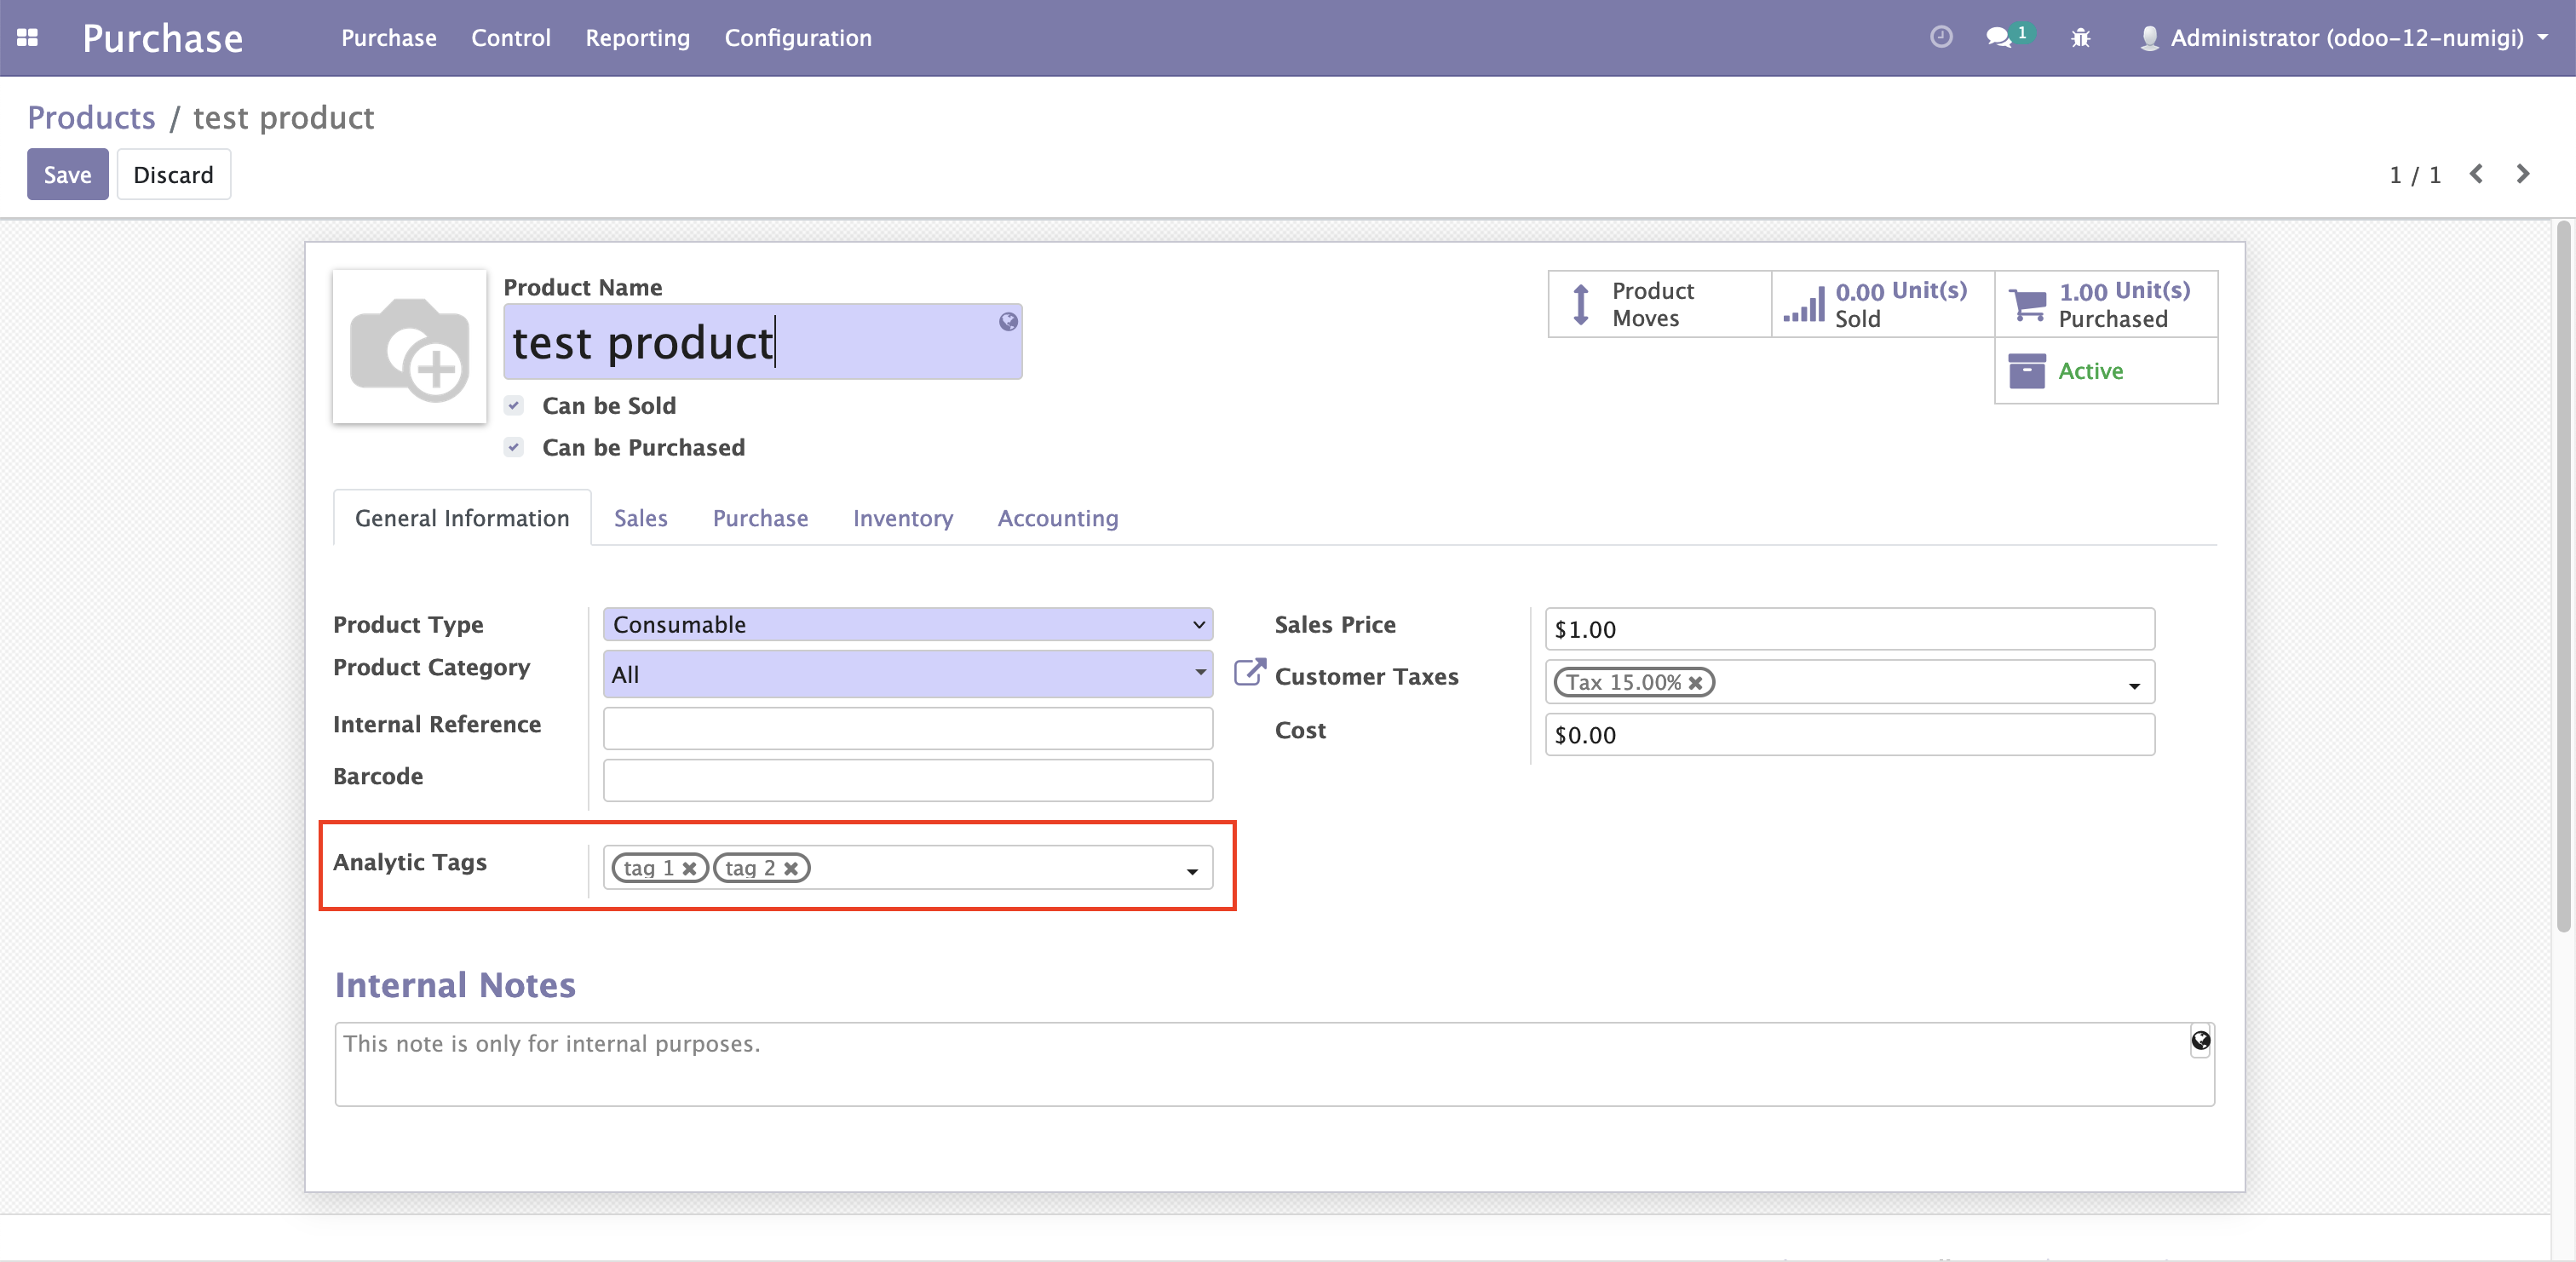 Purchase Purchase Control Reporting Configuration 1 Administrator (odoo-12-numigi)
Products / test product
Save Discard 1 / 1
Product Name
test product
Can be Sold
Can be Purchased
Product Moves
0.00 Unit(s) Sold
1.00 Unit(s) Purchased
Active
General Information Sales Purchase Inventory Accounting
Product Type Consumable
Product Category All
Internal Reference
Barcode
Sales Price $1.00
Customer Taxes Tax 15.00%
Cost $0.00
Analytic Tags tag 1 tag 2
Internal Notes
This note is only for internal purposes.